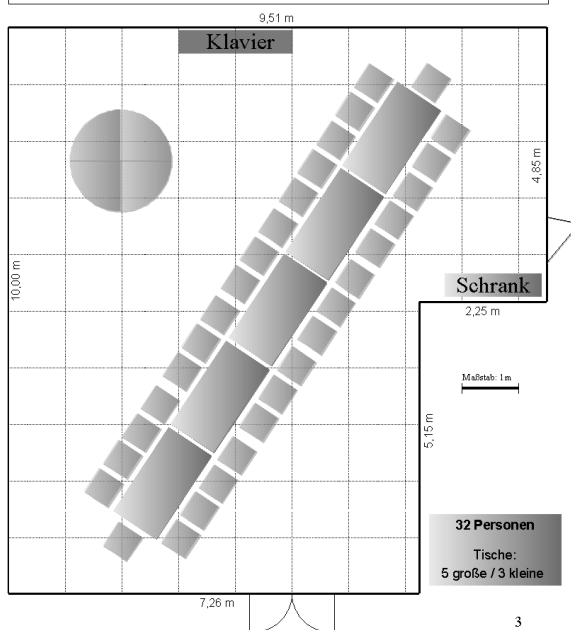 9,51 m
Klavier
4,85 m
10,00 m
Schrank
2,25 m
Maßstab: 1m
5,15 m
32 Personen
Tische:
5 große / 3 kleine
7,26 m
3